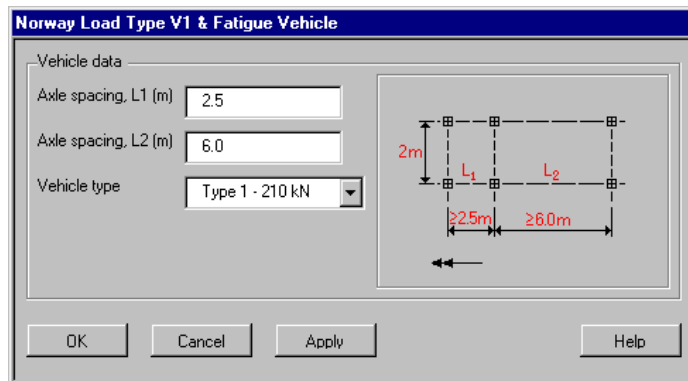 Norway Load Type V1 & Fatigue Vehicle
Vehicle data
Axle spacing, L1 (m)
2.5
Axle spacing, L2 (m)
6.0
Vehicle type
Type 1 - 210 kN
2m
L1
L2
≥2.5m
≥6.0m
OK
Cancel
Apply
Help